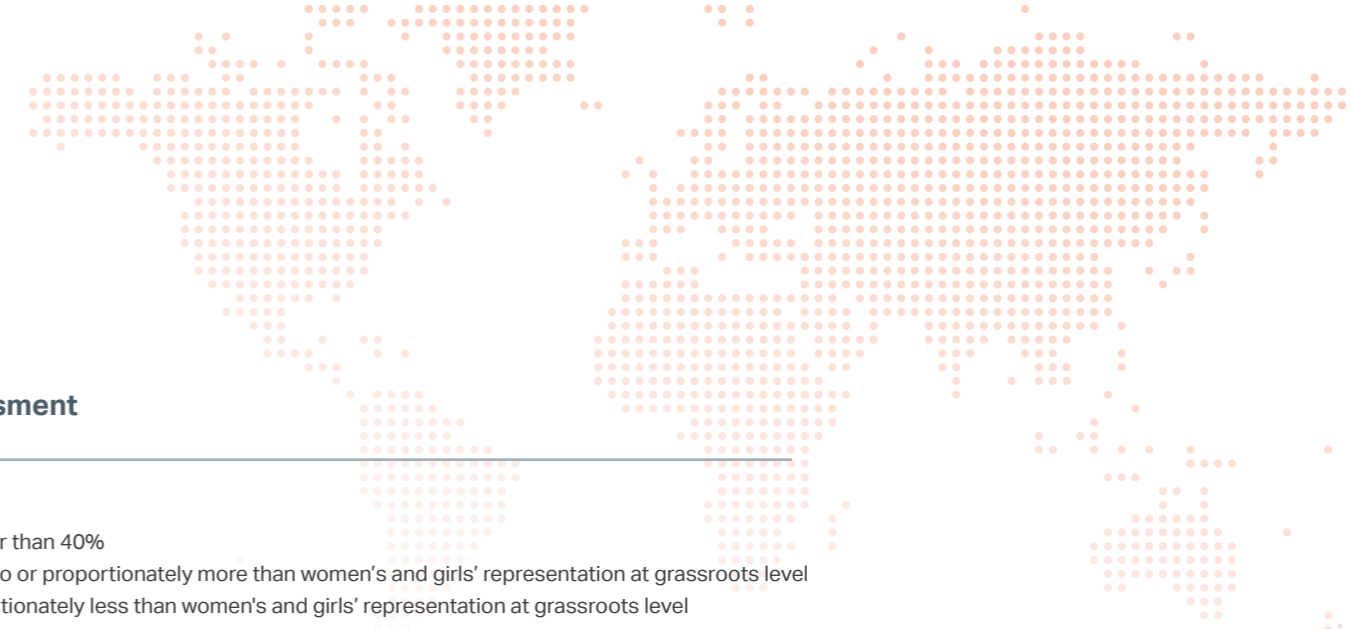 sment
r than 40%
o or proportionately more than women’s and girls’ representation at grassroots level
tionately less than women's and girls’ representation at grassroots level